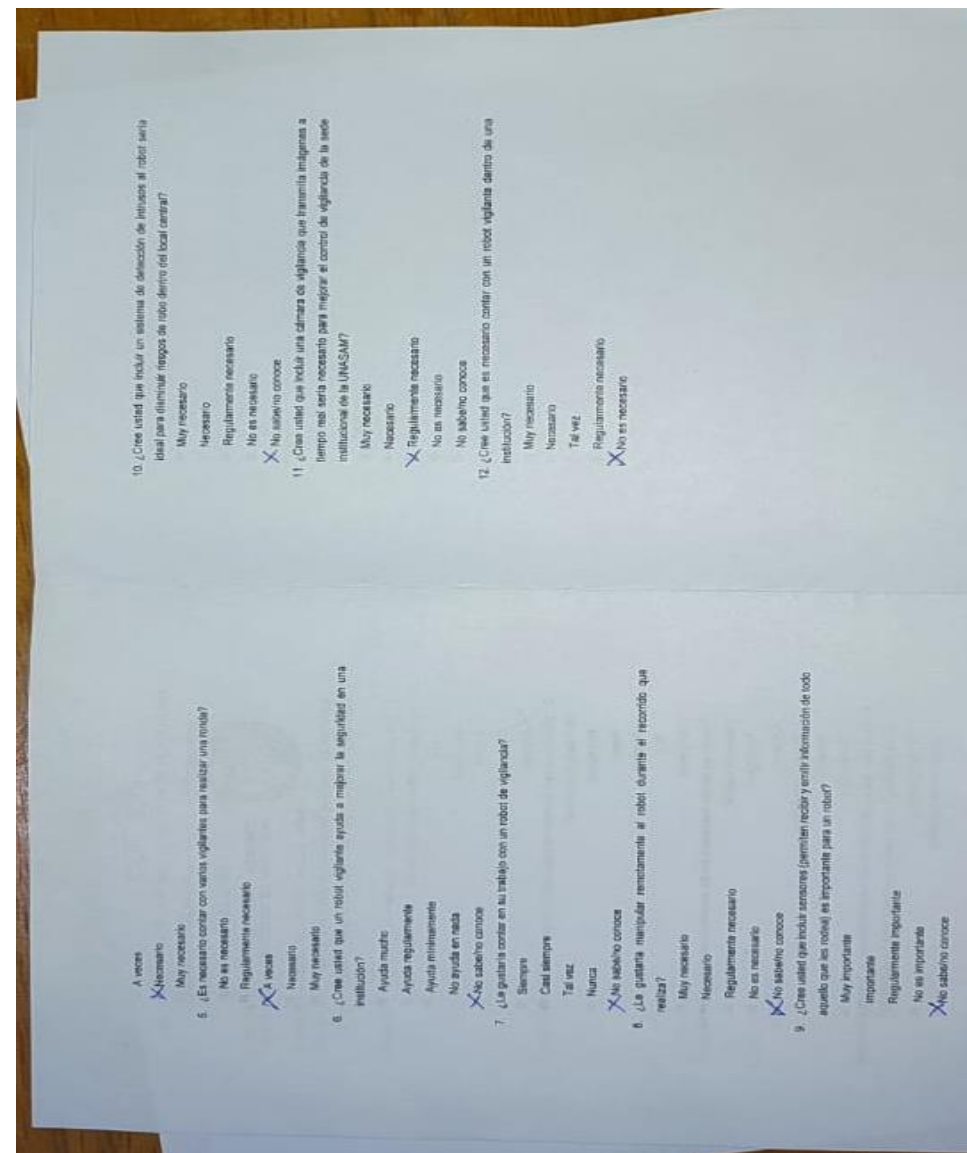 A veces
X Necesario
Muy necesario
5. ¿Es necesario contar con varios vigilantes para realizar una ronda?
No es necesario
Regularmente necesario
X A veces
Necesario
Muy necesario
6. ¿Cree usted que un robot vigilante ayuda a mejorar la seguridad en una
institución?
Ayuda mucho
Ayuda regularmente
Ayuda mínimamente
No ayuda en nada
X No sabe/no conoce
7. ¿Le gustaría contar en su trabajo con un robot de vigilancia?
Siempre
Casi siempre
Tal vez
Nunca
X No sabe/no conoce
8. ¿Le gustaría manipular remotamente al robot durante el recorrido que
realiza?
Muy necesario
Necesario
Regularmente necesario
No es necesario
X No sabe/no conoce
9. ¿Cree usted que incluir sensores (permiten recibir y emitir información de todo
aquello que les rodea) es importante para un robot?
Muy importante
importante
Regularmente importante
No es importante
X No sabe/no conoce
10. ¿Cree usted que incluir un sistema de detección de intrusos al robot sería
ideal para disminuir riesgos de robo dentro del local central?
Muy necesario
Necesario
Regularmente necesario
No es necesario
X No sabe/no conoce
11. ¿Cree usted que incluir una cámara de vigilancia que transmita imágenes a
tiempo real sería necesario para mejorar el control de vigilancia de la sede
institucional de la UNASAM?
Muy necesario
Necesario
X Regularmente necesario
No es necesario
No sabe/no conoce
12. ¿Cree usted que es necesario contar con un robot vigilante dentro de una
institución?
Muy necesario
Necesario
Tal vez
Regularmente necesario
X No es necesario